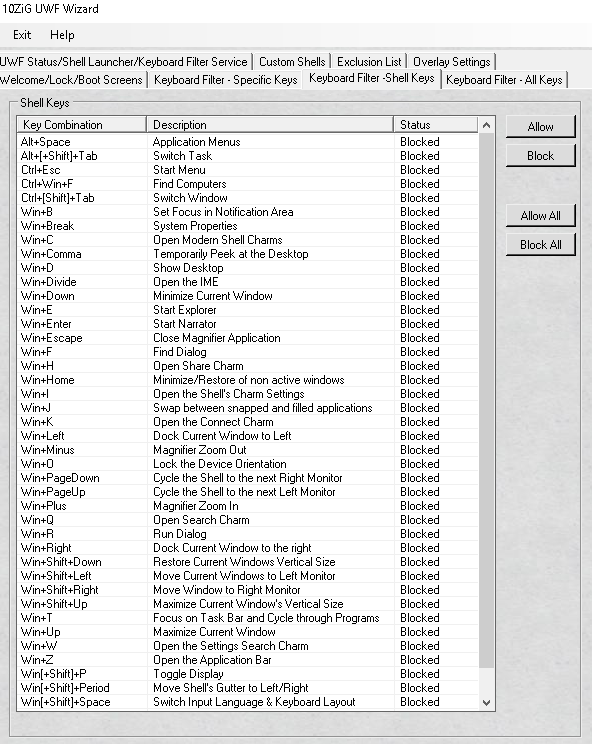 10ZiG UWF Wizard
Exit Help
UWF Status/Shell Launcher/Keyboard Filter Service Custom Shells Exclusion List Overlay Settings
Welcome/Lock/Boot Screens Keyboard Filter - Specific Keys Keyboard Filter -Shell Keys Keyboard Filter - All Keys
Shell Keys
Key Combination Description Status
Alt+Space Application Menus Blocked
Alt+[+Shift]+Tab Switch Task Blocked
Ctrl+Esc Start Menu Blocked
Ctrl+Win+F Find Computers Blocked
Ctrl+[Shift]+Tab Switch Window Blocked
Win+B Set Focus in Notification Area Blocked
Win+Break System Properties Blocked
Win+C Open Modern Shell Charms Blocked
Win+Comma Temporarily Peek at the Desktop Blocked
Win+D Show Desktop Blocked
Win+Divide Open the IME Blocked
Win+Down Minimize Current Window Blocked
Win+E Start Explorer Blocked
Win+Enter Start Narrator Blocked
Win+Escape Close Magnifier Application Blocked
Win+F Find Dialog Blocked
Win+H Open Share Charm Blocked
Win+Home Minimize/Restore of non active windows Blocked
Win+I Open the Shell's Charm Settings Blocked
Win+J Swap between snapped and filled applications Blocked
Win+K Open the Connect Charm Blocked
Win+Left Dock Current Window to Left Blocked
Win+Minus Magnifier Zoom Out Blocked
Win+O Lock the Device Orientation Blocked
Win+PageDown Cycle the Shell to the next Right Monitor Blocked
Win+PageUp Cycle the Shell to the next Left Monitor Blocked
Win+Plus Magnifier Zoom In Blocked
Win+Q Open Search Charm Blocked
Win+R Run Dialog Blocked
Win+Right Dock Current Window to the right Blocked
Win+Shift+Down Restore Current Windows Vertical Size Blocked
Win+Shift+Left Move Current Windows to Left Monitor Blocked
Win+Shift+Right Move Window to Right Monitor Blocked
Win+Shift+Up Maximize Current Window's Vertical Size Blocked
Win+T Focus on Task Bar and Cycle through Programs Blocked
Win+Up Maximize Current Window Blocked
Win+W Open the Settings Search Charm Blocked
Win+Z Open the Application Bar Blocked
Win[+Shift]+P Toggle Display Blocked
Win[+Shift]+Period Move Shell's Gutter to Left/Right Blocked
Win[+Shift]+Space Switch Input Language & Keyboard Layout Blocked
Allow
Block
Allow All
Block All